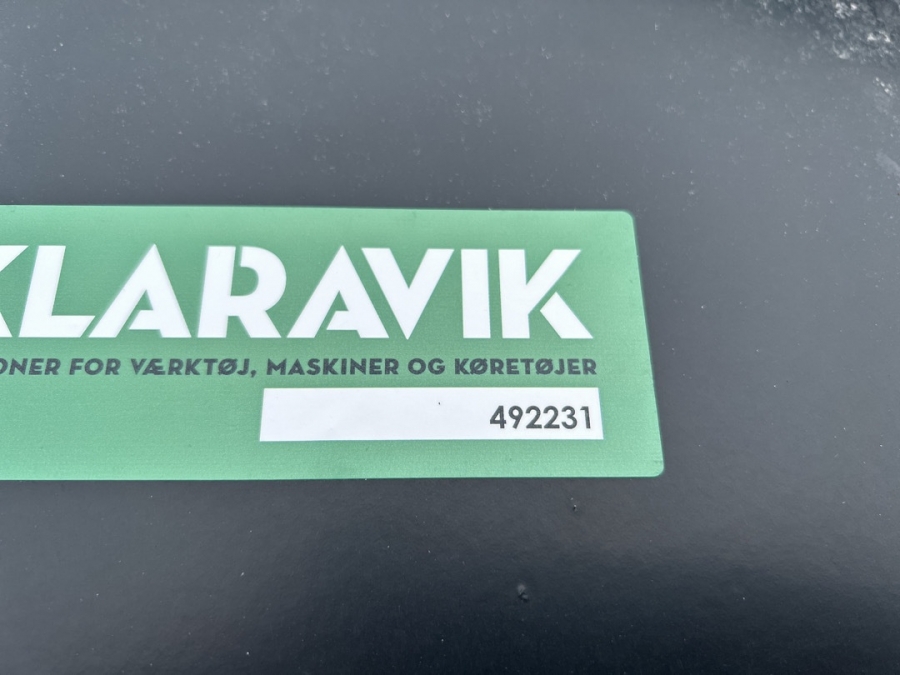 KLARAVIK
ONER FOR VÆRKTØJ, MASKINER OG KØRETØJER
492231